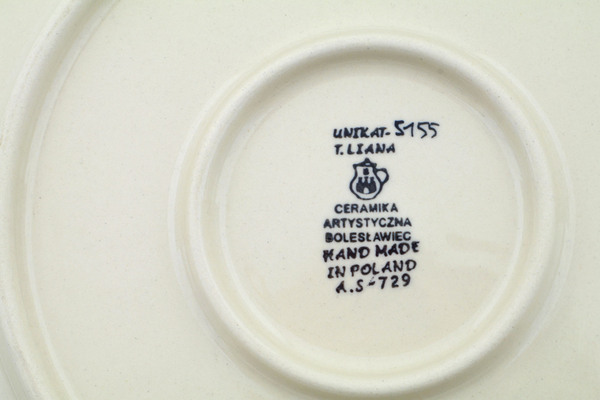 UNIKAT-5155
T.LIANA
CERAMIKA
ARTYSTYCZNA
BOLESŁAWIEC
HAND MADE
IN POLAND
A.S-729